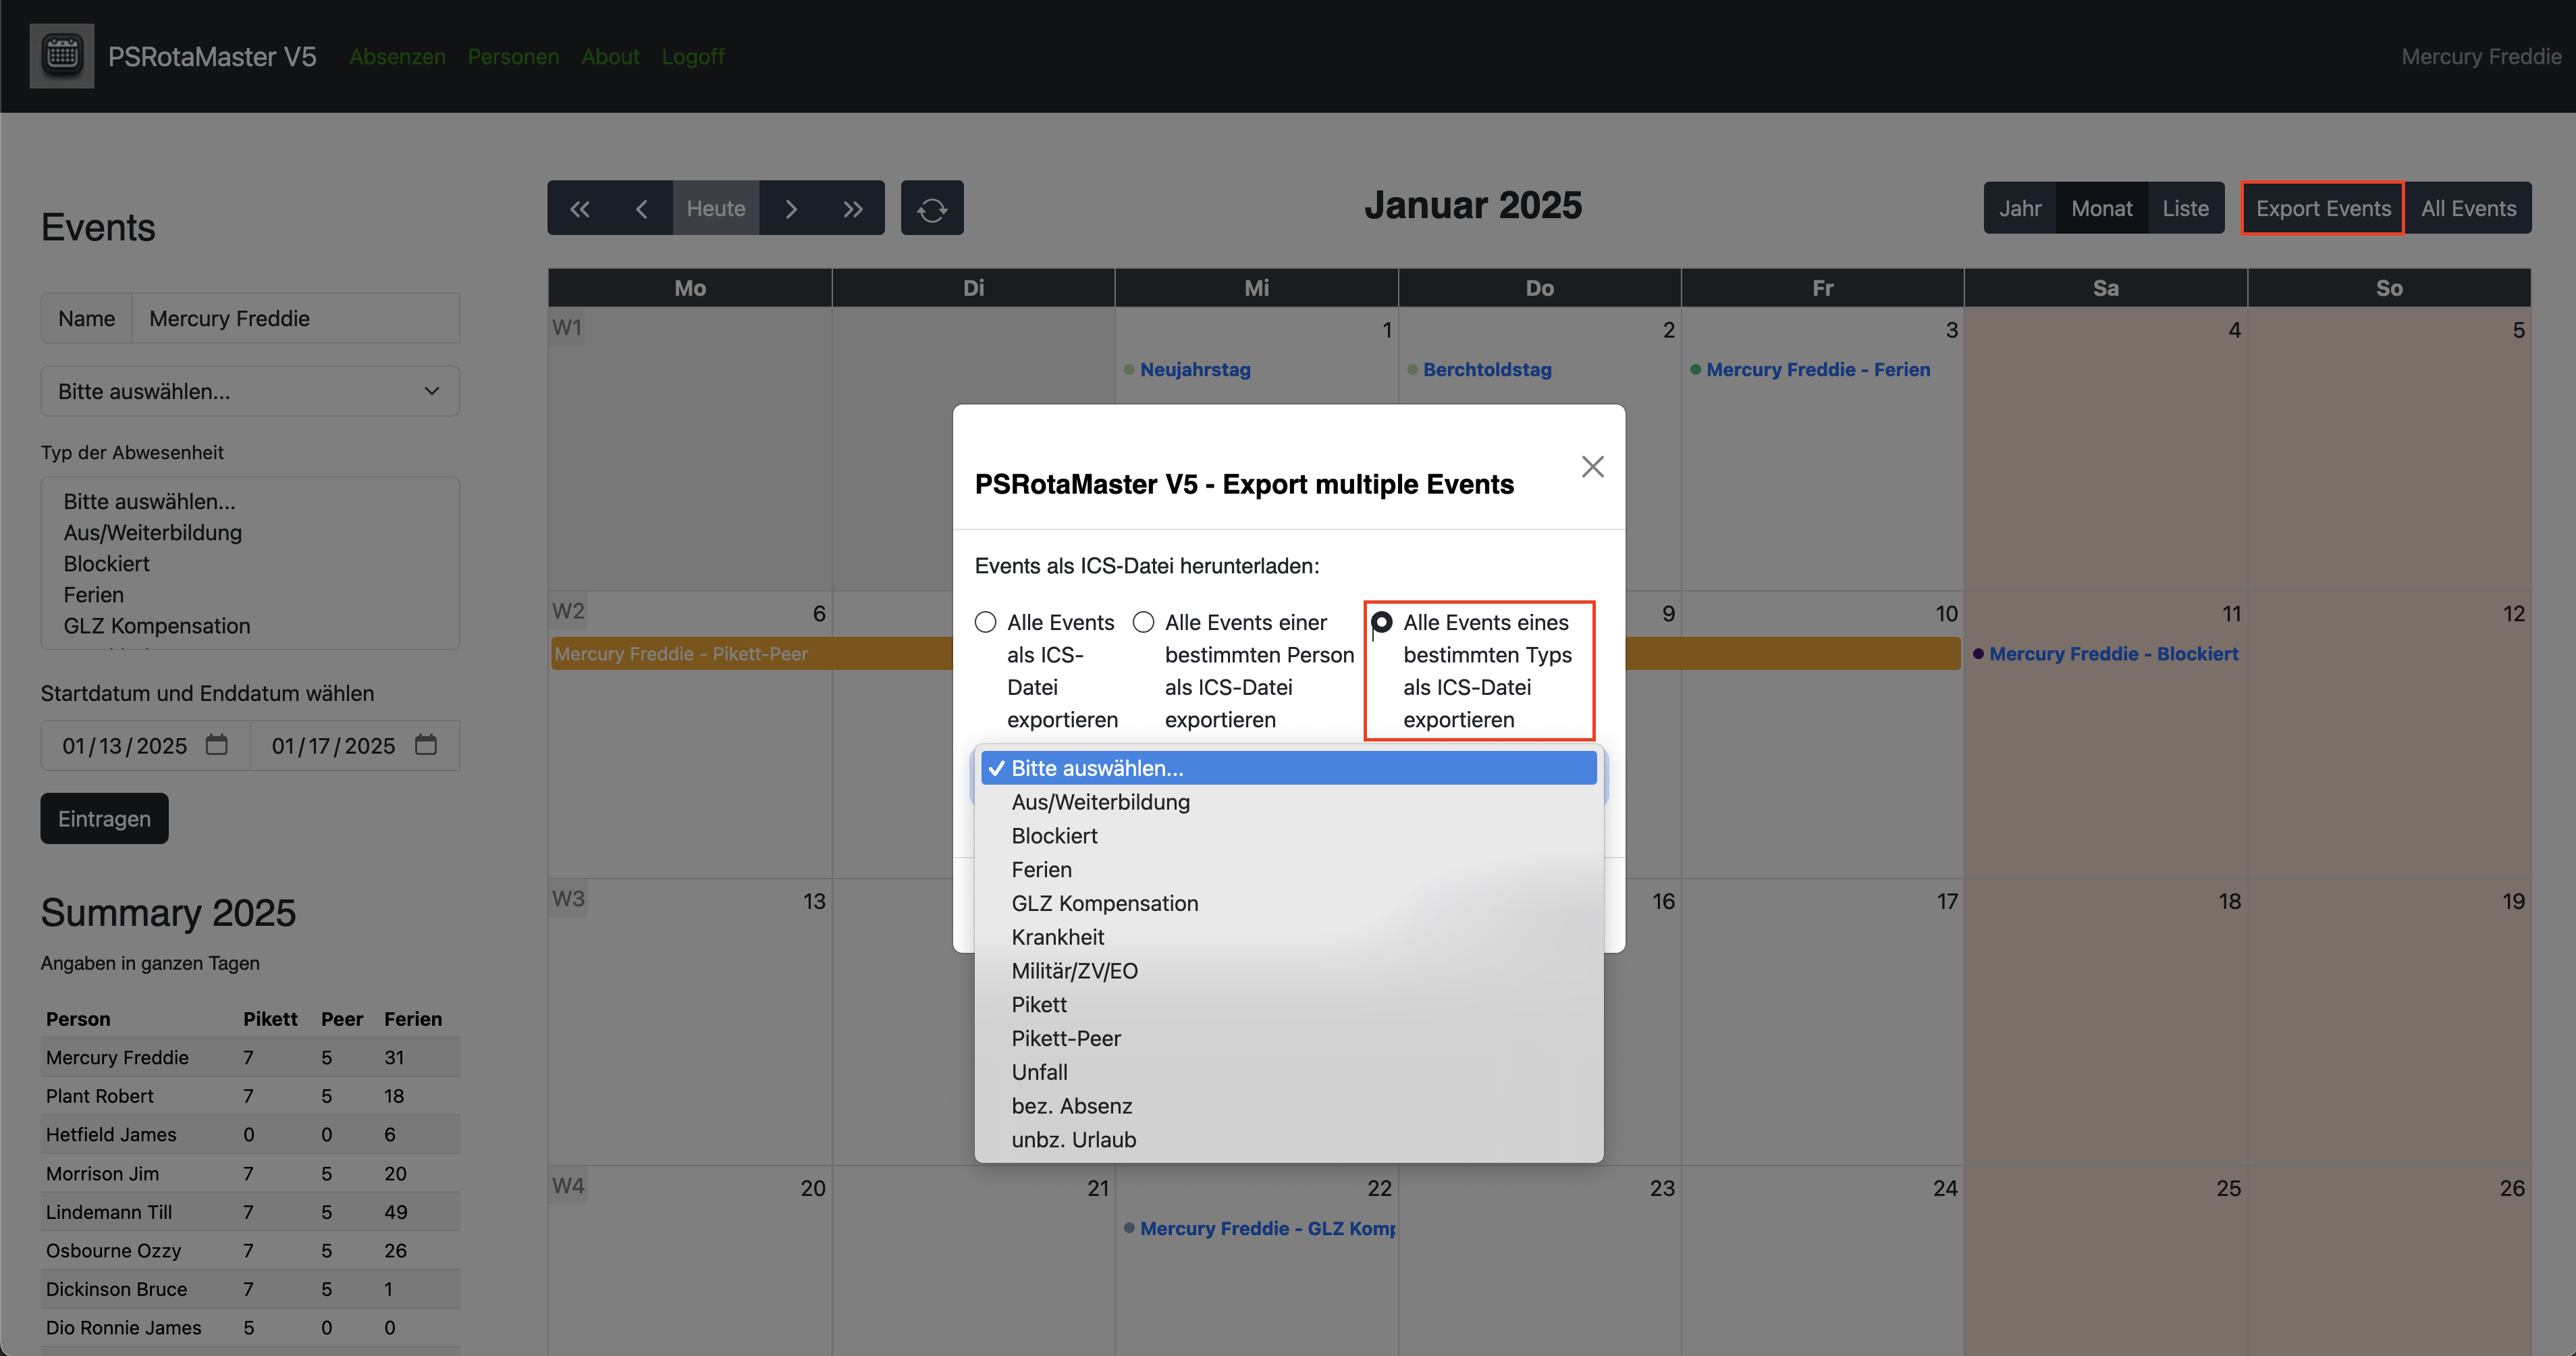 PSRotaMaster V5 Absenzen Personen About Logoff Mercury Freddie
Events
Name Mercury Freddie
Bitte auswählen...
Typ der Abwesenheit
Bitte auswählen...
Aus/Weiterbildung
Blockiert
Ferien
GLZ Kompensation
Startdatum und Enddatum wählen
01/13/2025 01/17/2025
Eintragen
Summary 2025
Angaben in ganzen Tagen
Person Pikett Peer Ferien
Mercury Freddie 7 5 31
Plant Robert 7 5 18
Hetfield James 0 0 6
Morrison Jim 7 5 20
Lindemann Till 7 5 49
Osbourne Ozzy 7 5 26
Dickinson Bruce 7 5 1
Dio Ronnie James 5 0 0
Heute
Januar 2025
Jahr Monat Liste Export Events All Events
Mo Di Mi Do Fr Sa So
W1 1 2 3 4 5
Neujahrstag Berchtoldstag Mercury Freddie - Ferien
W2 6 9 10 11 12
Mercury Freddie - Pikett-Peer Mercury Freddie - Blockiert
W3 13 16 17 18 19
W4 20 21 22 23 24 25 26
Mercury Freddie - GLZ Komp
PSRotaMaster V5 - Export multiple Events
Events als ICS-Datei herunterladen:
Alle Events
als ICS-
Datei
exportieren
Alle Events einer
bestimmten Person
als ICS-Datei
exportieren
Alle Events eines
bestimmten Typs
als ICS-Datei
exportieren
Bitte auswählen...
Aus/Weiterbildung
Blockiert
Ferien
GLZ Kompensation
Krankheit
Militär/ZV/EO
Pikett
Pikett-Peer
Unfall
bez. Absenz
unbz. Urlaub